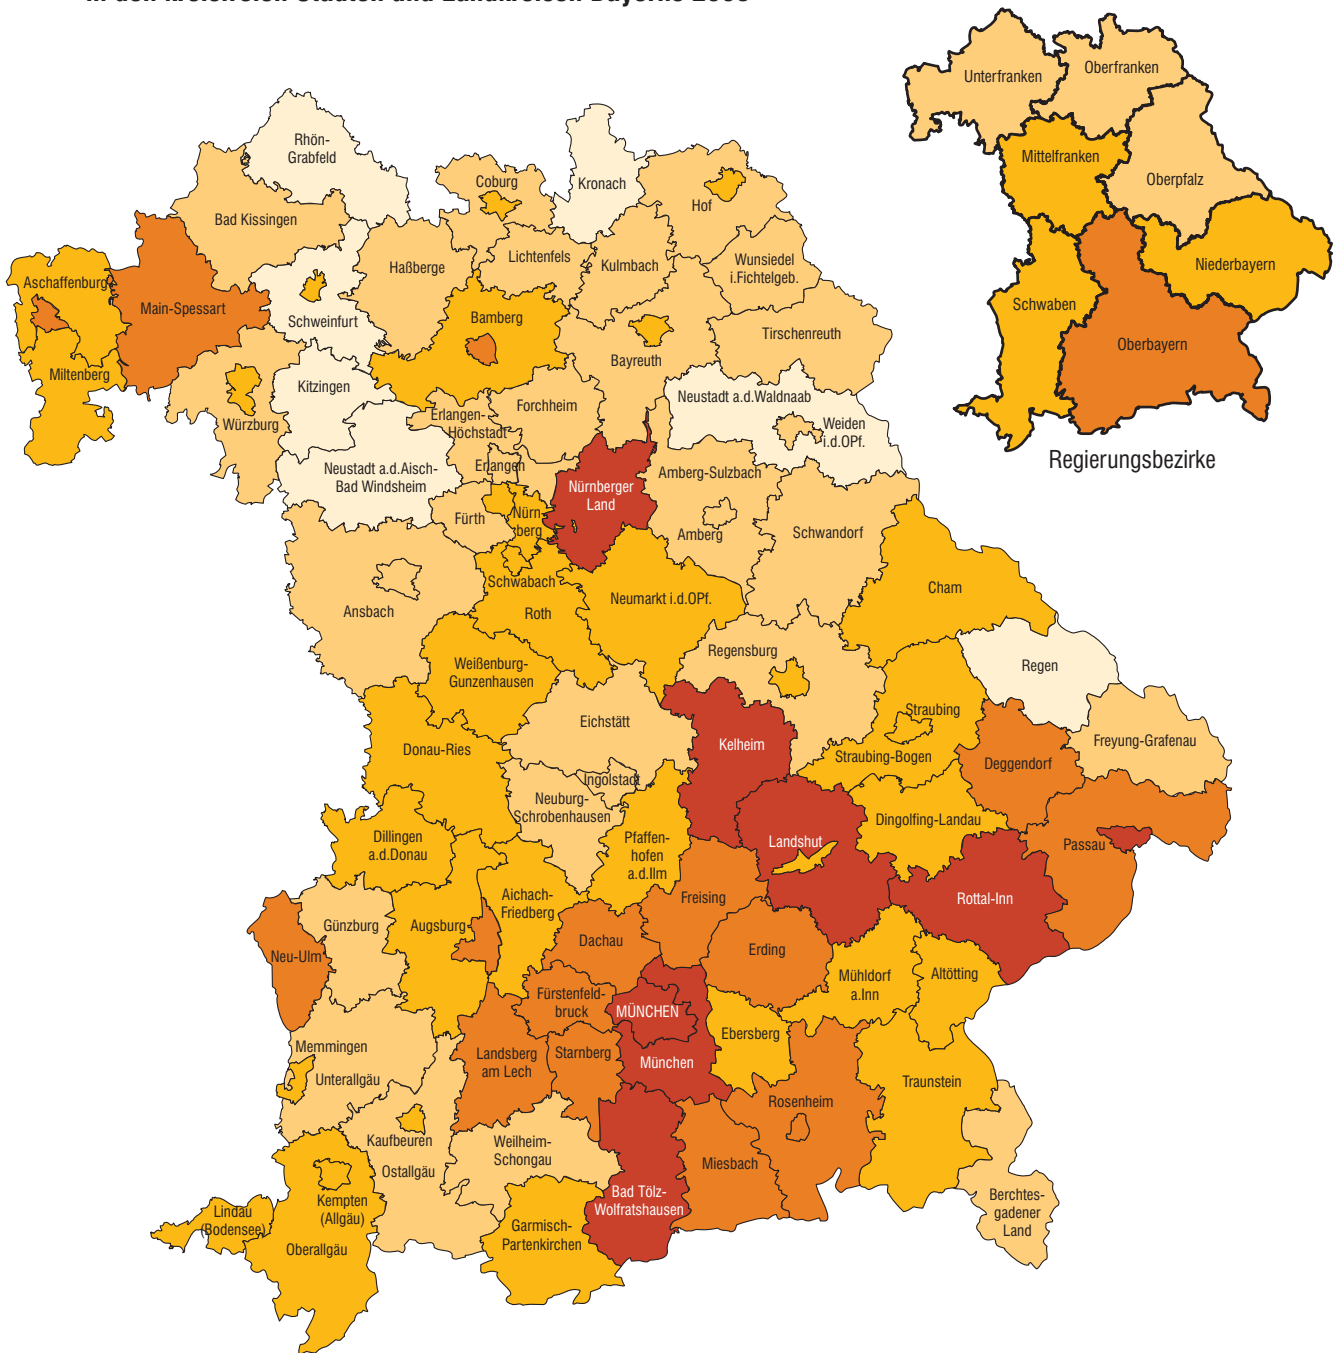 Unterfranken
Oberfranken
Mittelfranken
Oberpfalz
Niederbayern
Schwaben
Oberbayern
Regierungsbezirke
Rhön-
Grabfeld
Coburg
Kronach
Hof
Bad Kissingen
Lichtenfels
Kulmbach
Wunsiedel
i.Fichtelgeb.
Haßberge
Aschaffenburg
Main-Spessart
Schweinfurt
Bamberg
Bayreuth
Tirschenreuth
Miltenberg
Kitzingen
Neustadt a.d.Waldnaab
Würzburg
Erlangen-
Höchstadt
Forchheim
Weiden
i.d.OPf.
Neustadt a.d.Aisch-
Bad Windsheim
Erlangen
Nürnberger
Land
Amberg-Sulzbach
Fürth
Nürn
berg
Amberg
Schwandorf
Ansbach
Schwabach
Roth
Neumarkt i.d.OPf.
Cham
Weißenburg-
Gunzenhausen
Regensburg
Regen
Eichstätt
Straubing
Donau-Ries
Kelheim
Straubing-Bogen
Deggendorf
Freyung-Grafenau
Ingolstadt
Neuburg-
Schrobenhausen
Dillingen
a.d.Donau
Pfaffen-
hofen
a.d.Ilm
Landshut
Dingolfing-Landau
Passau
Günzburg
Augsburg
Aichach-
Friedberg
Freising
Rottal-Inn
Neu-Ulm
Dachau
Erding
Mühldorf
a.Inn
Altötting
Fürstenfeld-
bruck
MÜNCHEN
Ebersberg
Memmingen
Unterallgäu
Landsberg
am Lech
Starnberg
München
Traunstein
Rosenheim
Kaufbeuren
Ostallgäu
Weilheim-
Schongau
Miesbach
Kempten
(Allgäu)
Bad Tölz-
Wolfratshausen
Berchtes-
gadener
Land
Lindau
(Bodensee)
Oberallgäu
Garmisch-
Partenkirchen